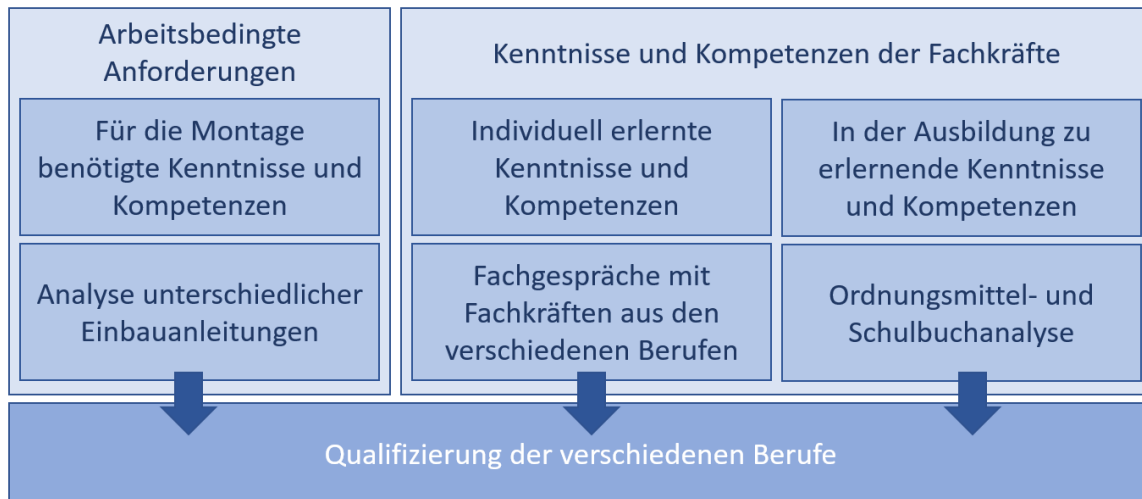 Arbeitsbedingte
Anforderungen
Für die Montage
benötigte Kenntnisse und
Kompetenzen
Analyse unterschiedlicher
Einbauanleitungen
Kenntnisse und Kompetenzen der Fachkräfte
Individuell erlernte
Kenntnisse und
Kompetenzen
In der Ausbildung zu
erlernende Kenntnisse
und Kompetenzen
Fachgespräche mit
Fachkräften aus den
verschiedenen Berufen
Ordnungsmittel- und
Schulbuchanalyse
Qualifizierung der verschiedenen Berufe